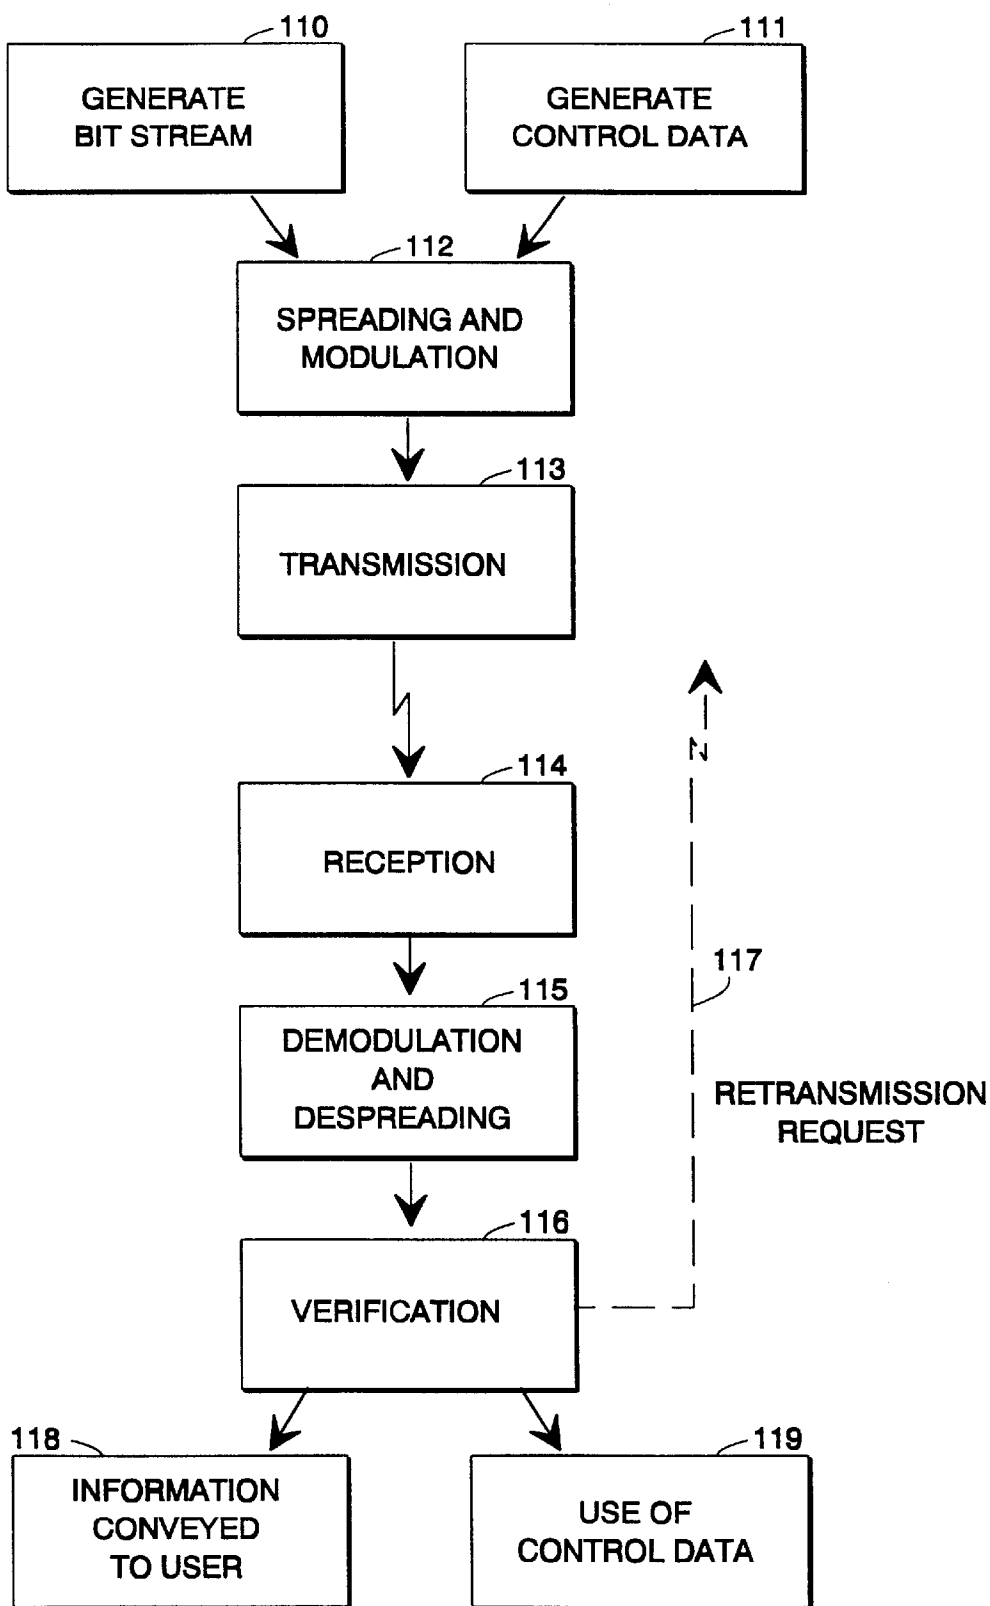 110
111
GENERATE
BIT STREAM
GENERATE
CONTROL DATA
112
SPREADING AND
MODULATION
113
TRANSMISSION
114
RECEPTION
117
115
DEMODULATION
AND
DESPREADING
RETRANSMISSION
REQUEST
116
VERIFICATION
118
119
INFORMATION
CONVEYED
TO USER
USE OF
CONTROL DATA